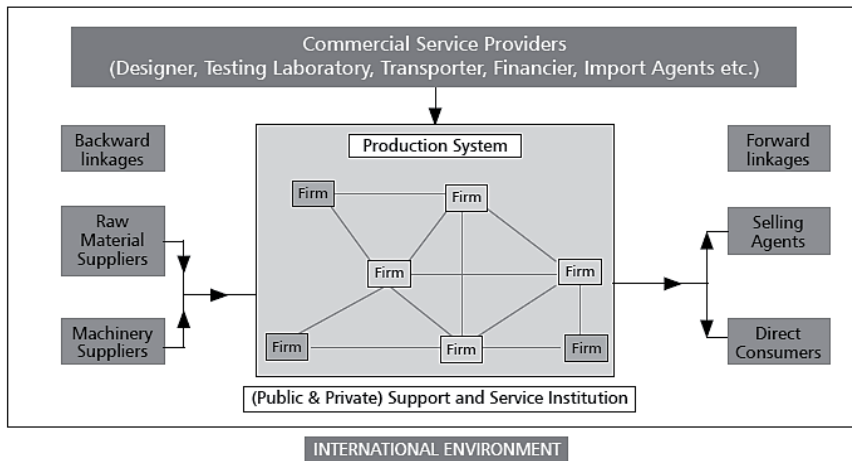 Commercial Service Providers
(Designer, Testing Laboratory, Transporter, Financier, Import Agents etc.)
Backward
linkages
Production System
Forward
linkages
Firm
Firm
Raw
Material
Suppliers
Selling
Agents
Firm
Firm
Machinery
Suppliers
Firm
Firm
Firm
Direct
Consumers
(Public & Private) Support and Service Institution
INTERNATIONAL ENVIRONMENT